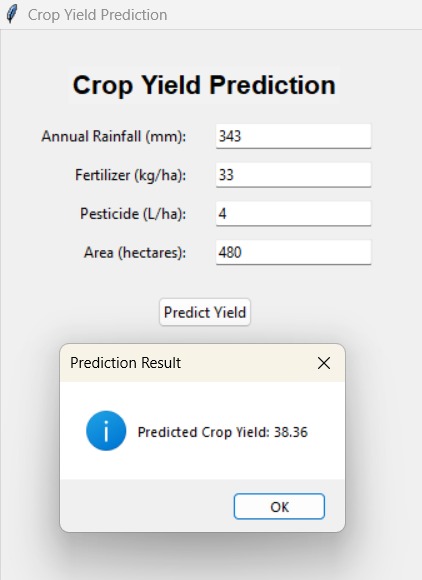 Crop Yield Prediction
Crop Yield Prediction
Annual Rainfall (mm): 343
Fertilizer (kg/ha): 33
Pesticide (L/ha): 4
Area (hectares): 480
Predict Yield
Prediction Result
Predicted Crop Yield: 38.36
OK